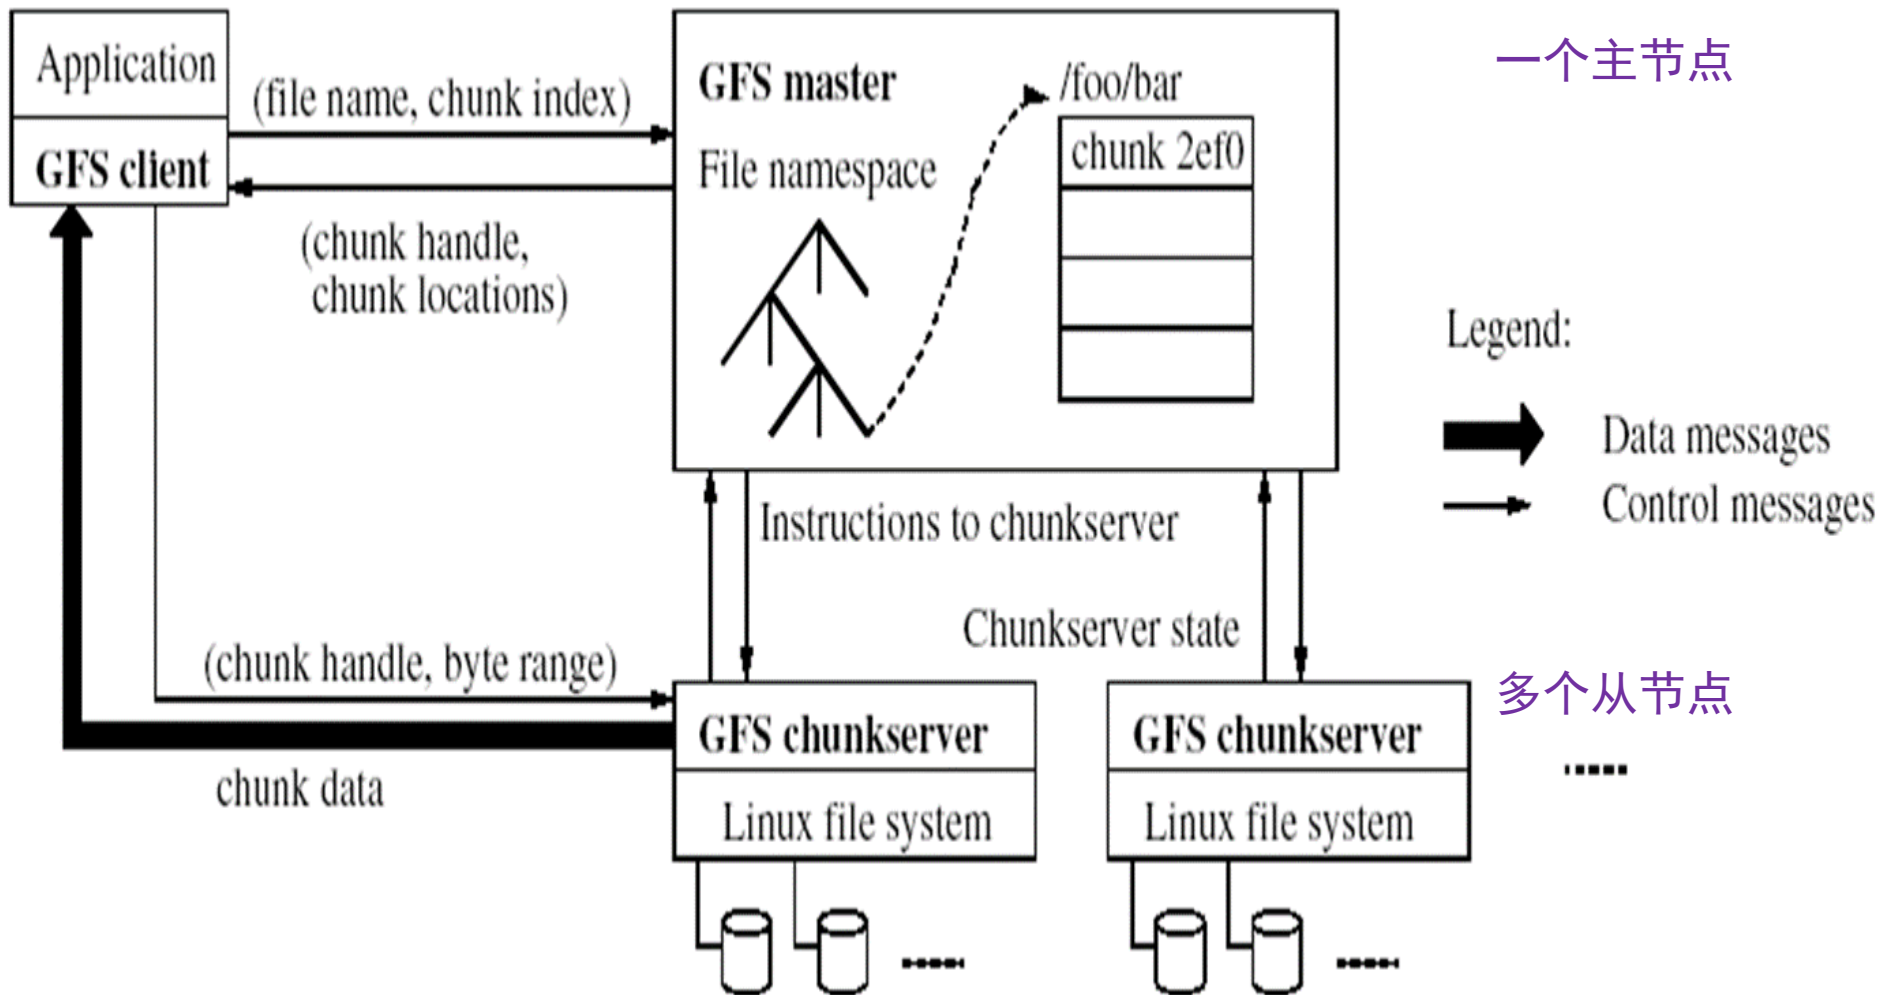 Application
GFS client
(file name, chunk index)
(chunk handle,
chunk locations)
GFS master
File namespace
/foo/bar
chunk 2ef0
一个主节点
Legend:
Data messages
Control messages
Instructions to chunkserver
Chunkserver state
(chunk handle, byte range)
chunk data
GFS chunkserver
Linux file system
GFS chunkserver
Linux file system
多个从节点